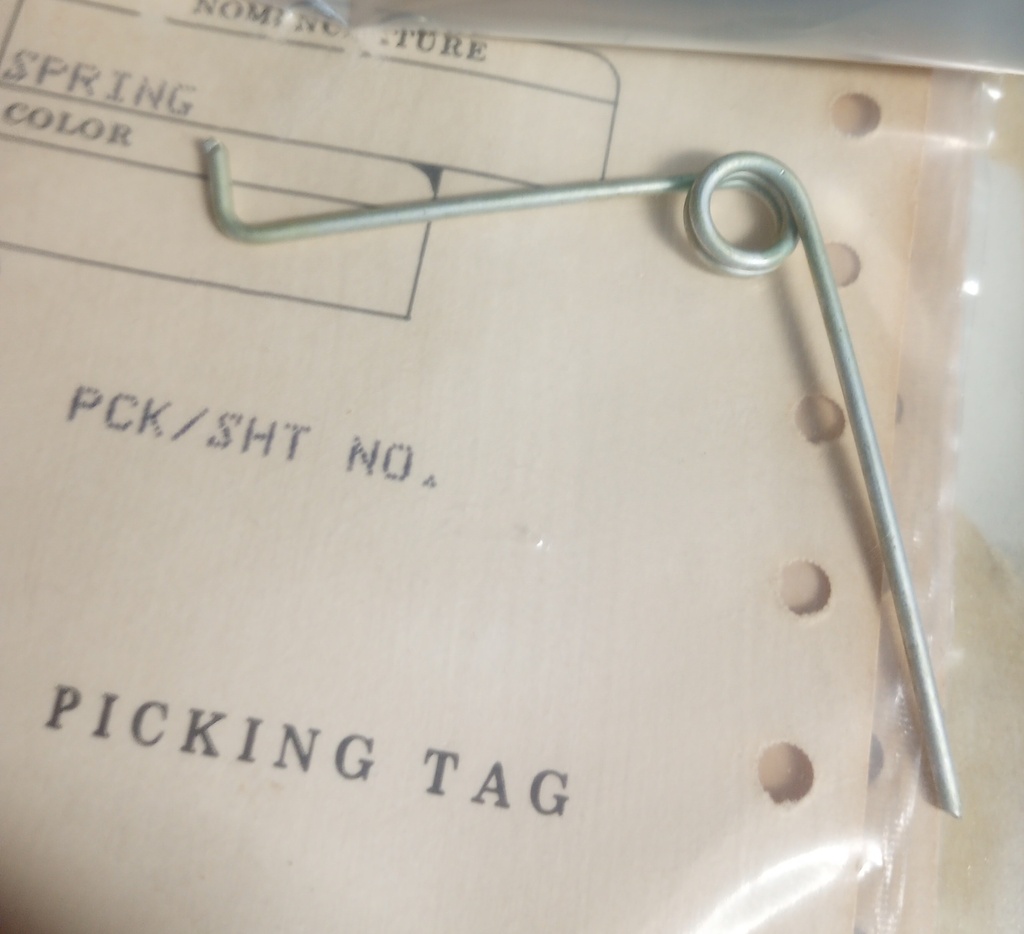 SPRING
COLOR
PCK/SHT NO.
PICKING TAG